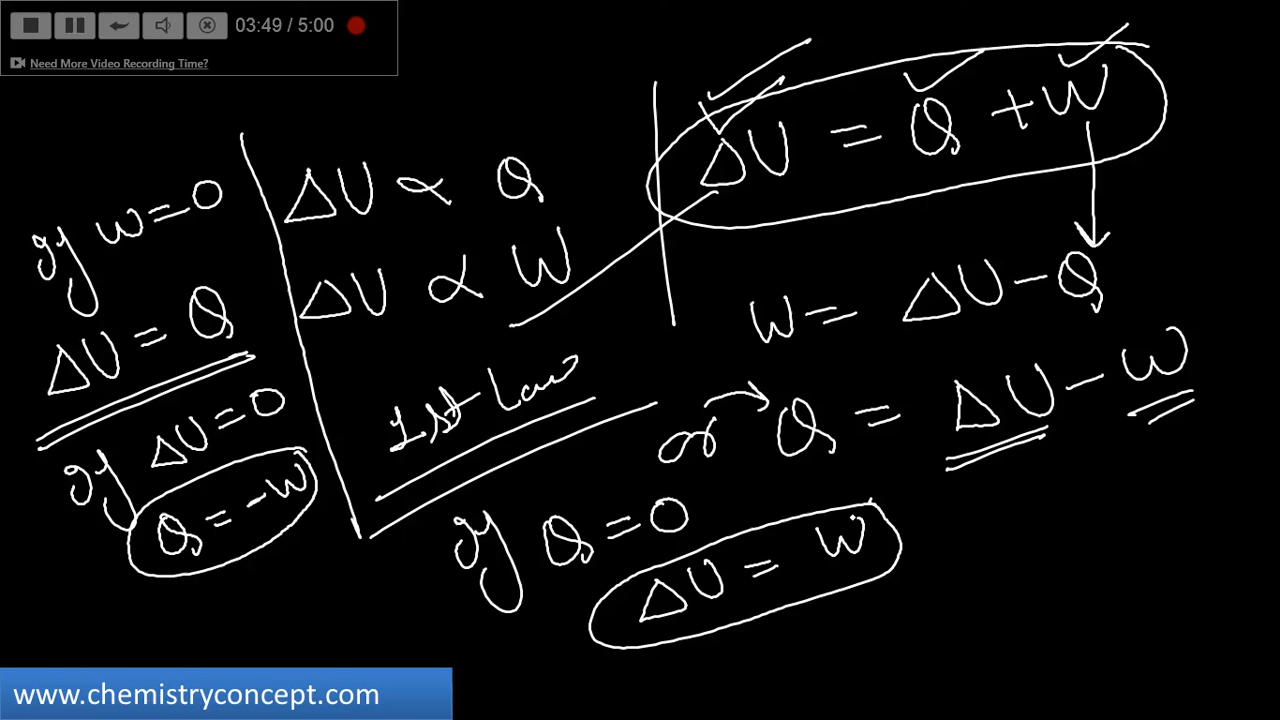 03:49 / 5:00
Need More Video Recording Time?
ΔU = Q + W
W = ΔU - Q
or Q = ΔU - W
ΔU ∝ Q
ΔU ∝ W
Ist Law
If W = 0
ΔU = Q
If ΔU = 0
Q = -W
If Q = 0
ΔU = W
www.chemistryconcept.com